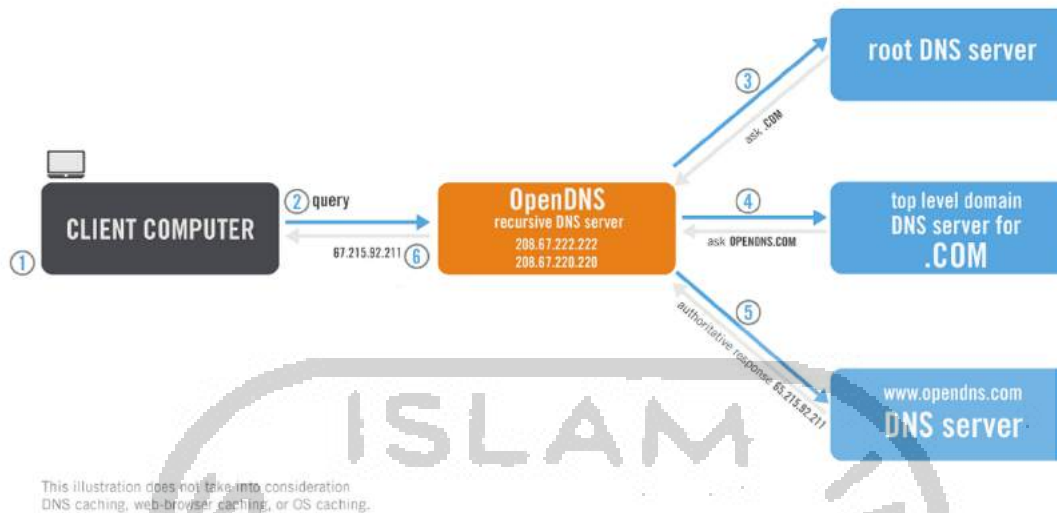 root DNS server
3
ask .COM
CLIENT COMPUTER
1
2 query
67.215.92.211 6
OpenDNS
recursive DNS server
208.67.222.222
208.67.220.220
4
ask OPENDNS.COM
top level domain
DNS server for
.COM
5
authoritative response 65.215.92.211
www.opendns.com
DNS server
ISLAM
This illustration does not take into consideration
DNS caching, web-browser caching, or OS caching.